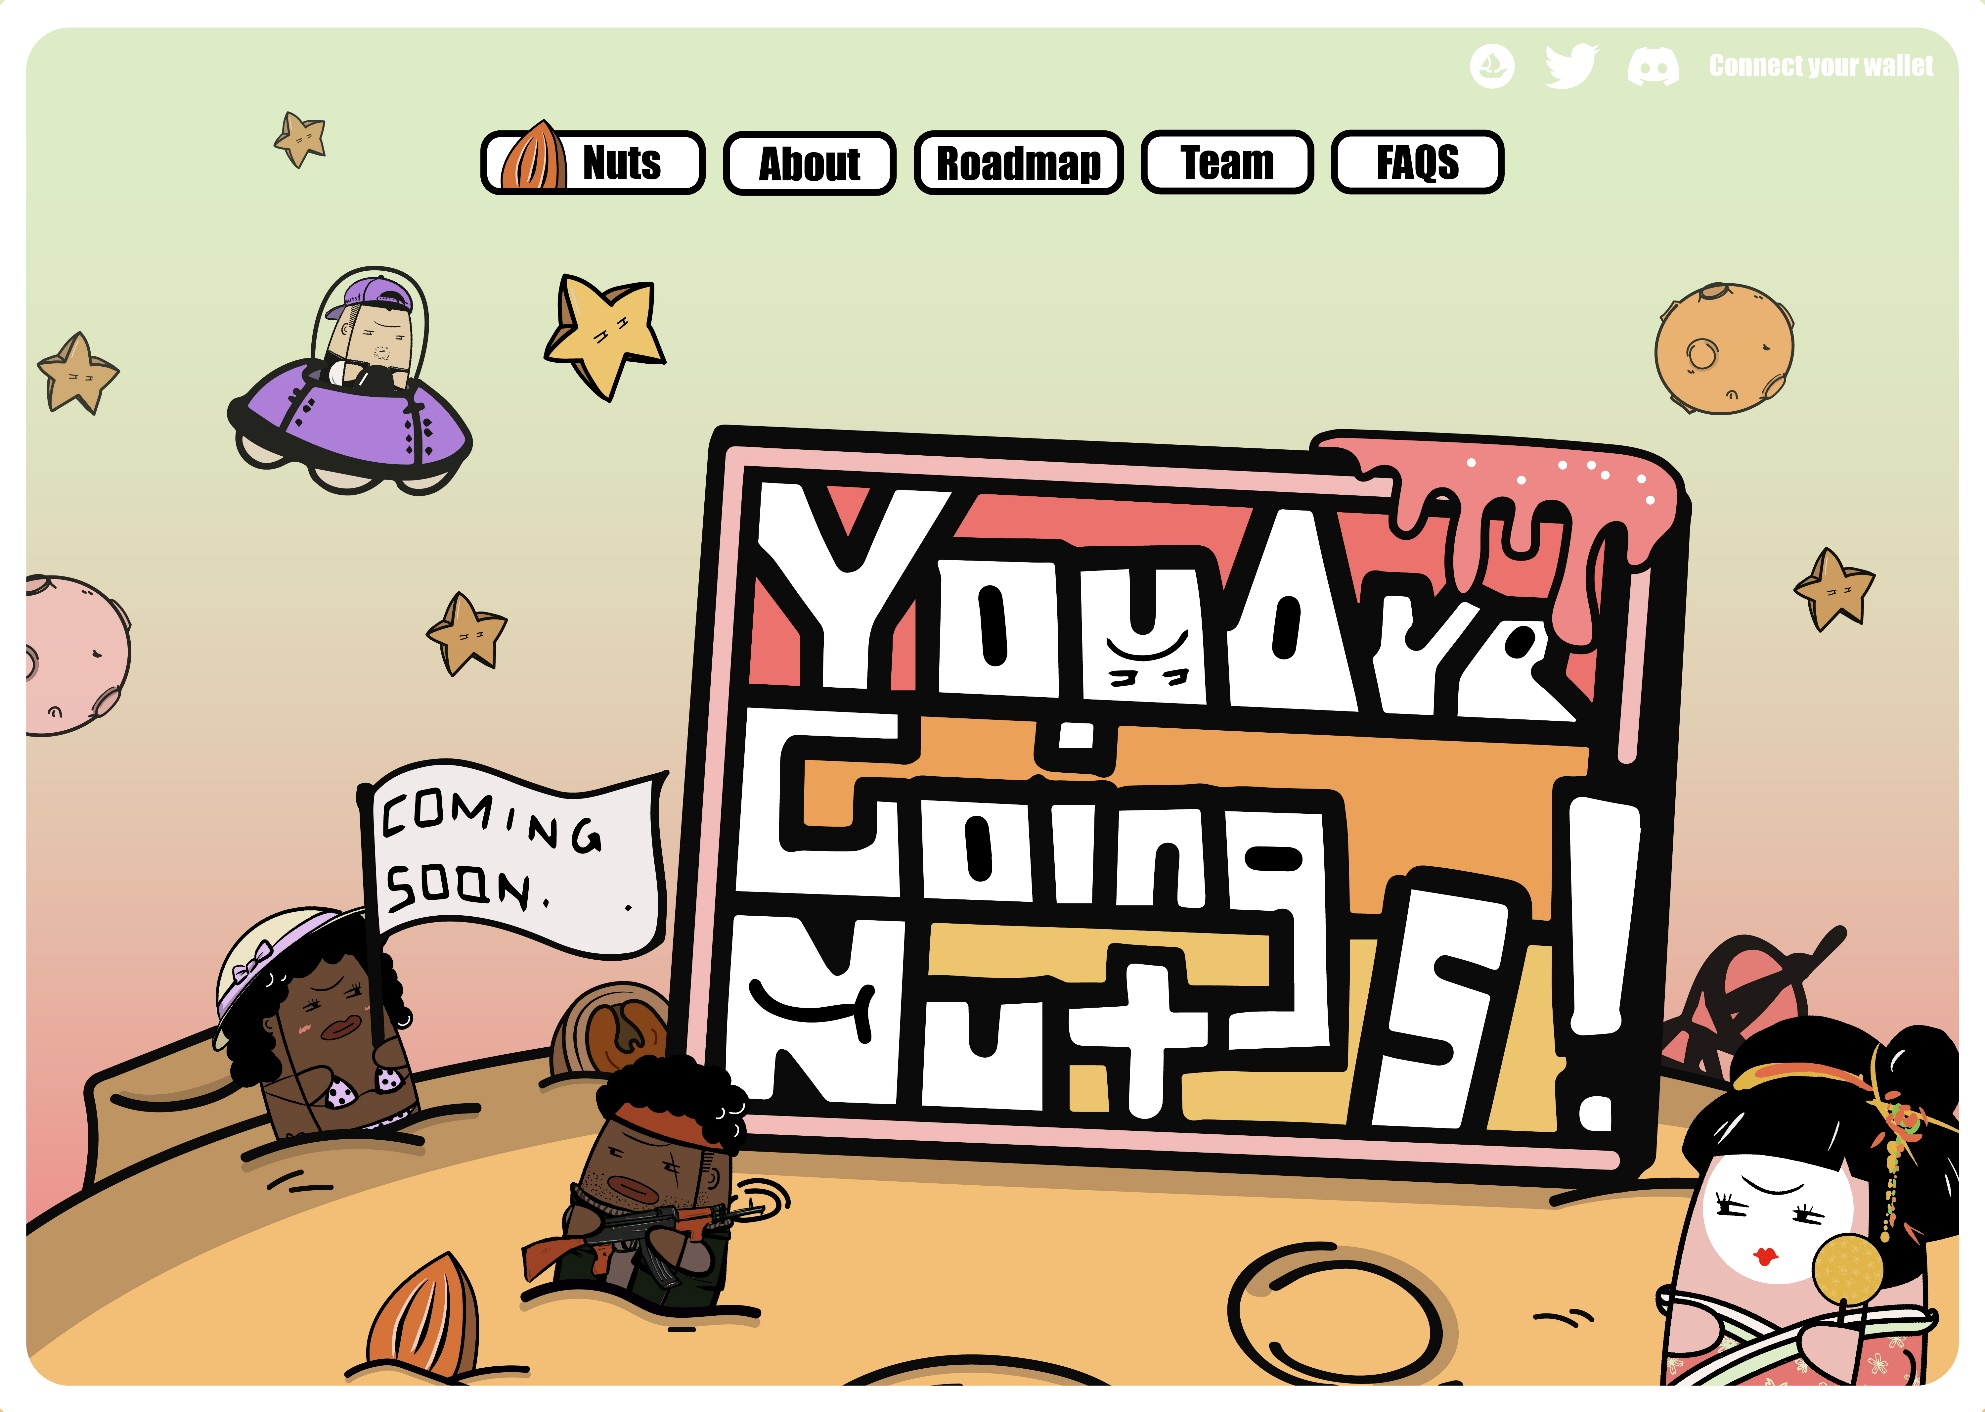 Connect your wallet
Nuts
About
Roadmap
Team
FAQS
You Are
Going
Nuts!
COMING
SOON. .